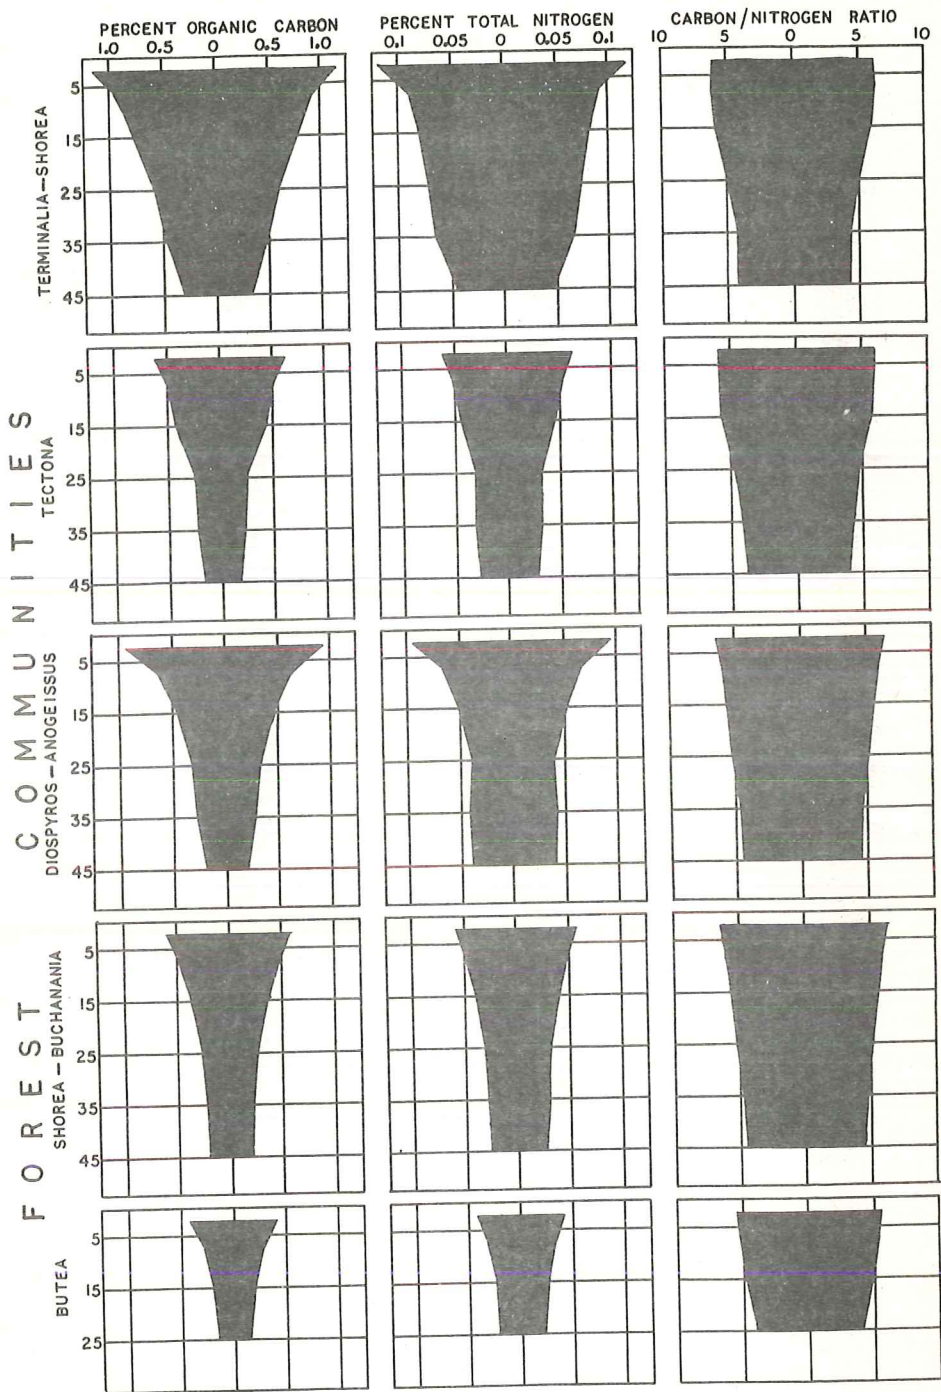 PERCENT ORGANIC CARBON
1.0 0.5 0 0.5 1.0
PERCENT TOTAL NITROGEN
0.1 0.05 0 0.05 0.1
CARBON/NITROGEN RATIO
10 5 0 5 10
FOREST COMMUNITIES
TERMINALIA-SHOREA
5
15
25
35
45
TECTONA
5
15
25
35
45
DIOSPYROS - ANOGEISSUS
5
15
25
35
45
SHOREA - BUCHANANIA
5
15
25
35
45
BUTEA
5
15
25